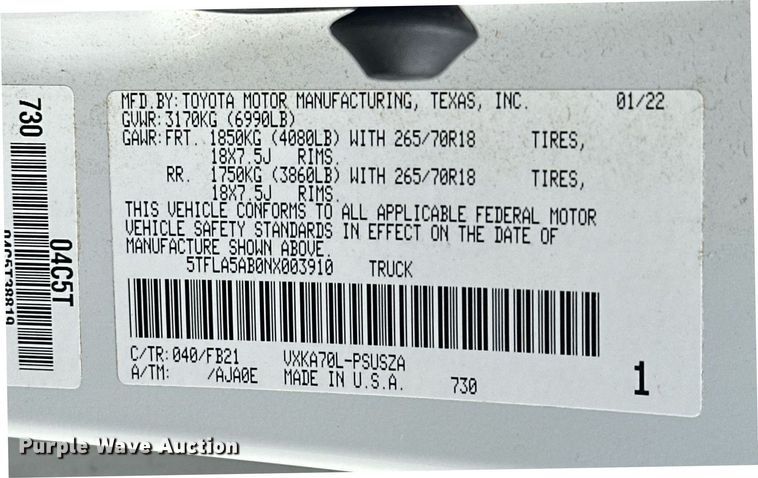 MFD.BY:TOYOTA MOTOR MANUFACTURING, TEXAS, INC. 01/22
GVWR:3170KG (6990LB)
GAWR:FRT. 1850KG (4080LB) WITH 265/70R18 TIRES,
18X7.5J RIMS.
RR. 1750KG (3860LB) WITH 265/70R18 TIRES,
18X7.5J RIMS.
THIS VEHICLE CONFORMS TO ALL APPLICABLE FEDERAL MOTOR
VEHICLE SAFETY STANDARDS IN EFFECT ON THE DATE OF
MANUFACTURE SHOWN ABOVE.
5TFLA5AB0NX003910 TRUCK
C/TR:040/FB21 VXKA70L-PSUSZA
A/TM: /AJA0E MADE IN U.S.A. 730 1
730
04C5T
04C5T38819
Purple Wave Auction